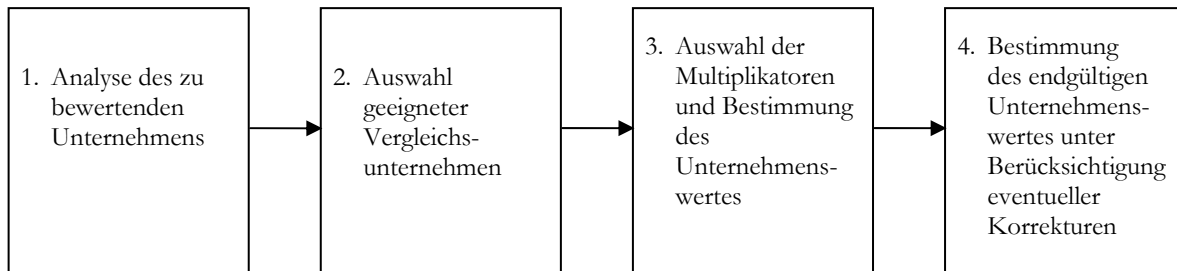 1. Analyse des zu
bewertenden
Unternehmens
2. Auswahl
geeigneter
Vergleichs-
unternehmen
3. Auswahl der
Multiplikatoren
und Bestimmung
des
Unternehmens-
wertes
4. Bestimmung
des endgültigen
Unternehmens-
wertes unter
Berücksichtigung
eventueller
Korrekturen